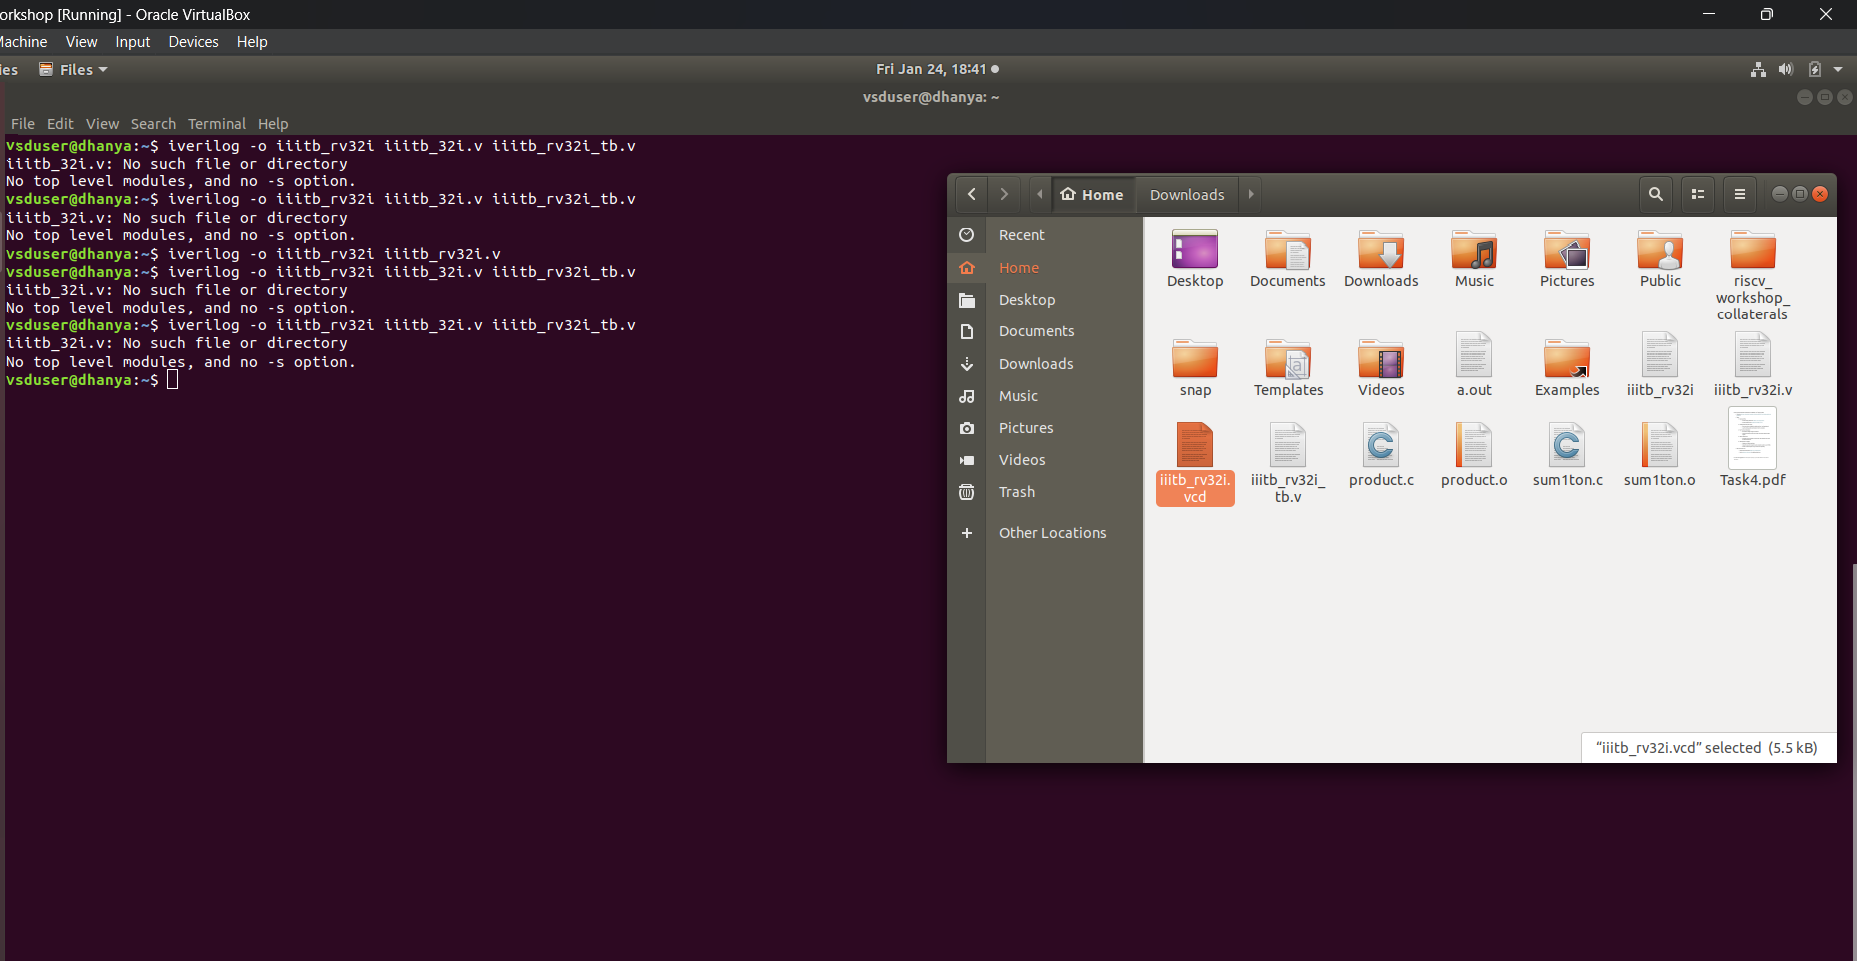 orkshop [Running] - Oracle VirtualBox
Machine View Input Devices Help
ies Files Fri Jan 24, 18:41
vsduser@dhanya: ~
File Edit View Search Terminal Help
vsduser@dhanya:~$ iverilog -o iiitb_rv32i iiitb_32i.v iiitb_rv32i_tb.v
iiitb_32i.v: No such file or directory
No top level modules, and no -s option.
vsduser@dhanya:~$ iverilog -o iiitb_rv32i iiitb_32i.v iiitb_rv32i_tb.v
iiitb_32i.v: No such file or directory
No top level modules, and no -s option.
vsduser@dhanya:~$ iverilog -o iiitb_rv32i iiitb_rv32i.v
vsduser@dhanya:~$ iverilog -o iiitb_rv32i iiitb_32i.v iiitb_rv32i_tb.v
iiitb_32i.v: No such file or directory
No top level modules, and no -s option.
vsduser@dhanya:~$ iverilog -o iiitb_rv32i iiitb_32i.v iiitb_rv32i_tb.v
iiitb_32i.v: No such file or directory
No top level modules, and no -s option.
vsduser@dhanya:~$
Home Downloads
Recent
Home
Desktop
Documents
Downloads
Music
Pictures
Videos
Trash
+ Other Locations
Desktop Documents Downloads Music Pictures Public riscv_
workshop_
collaterals
snap Templates Videos a.out Examples iiitb_rv32i iiitb_rv32i.v
iiitb_rv32i. iiitb_rv32i_ product.c product.o sum1ton.c sum1ton.o Task4.pdf
vcd tb.v
“iiitb_rv32i.vcd” selected (5.5 kB)